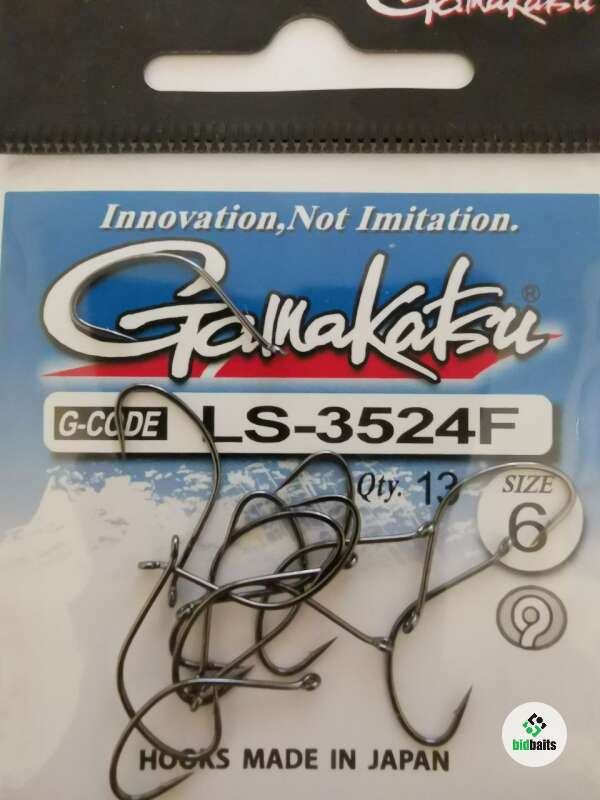 Gamakatsu
Innovation,Not Imitation.
Gamakatsu®
G-CODE LS-3524F
Qty. 13
SIZE
6
HOOKS MADE IN JAPAN
bidbaits